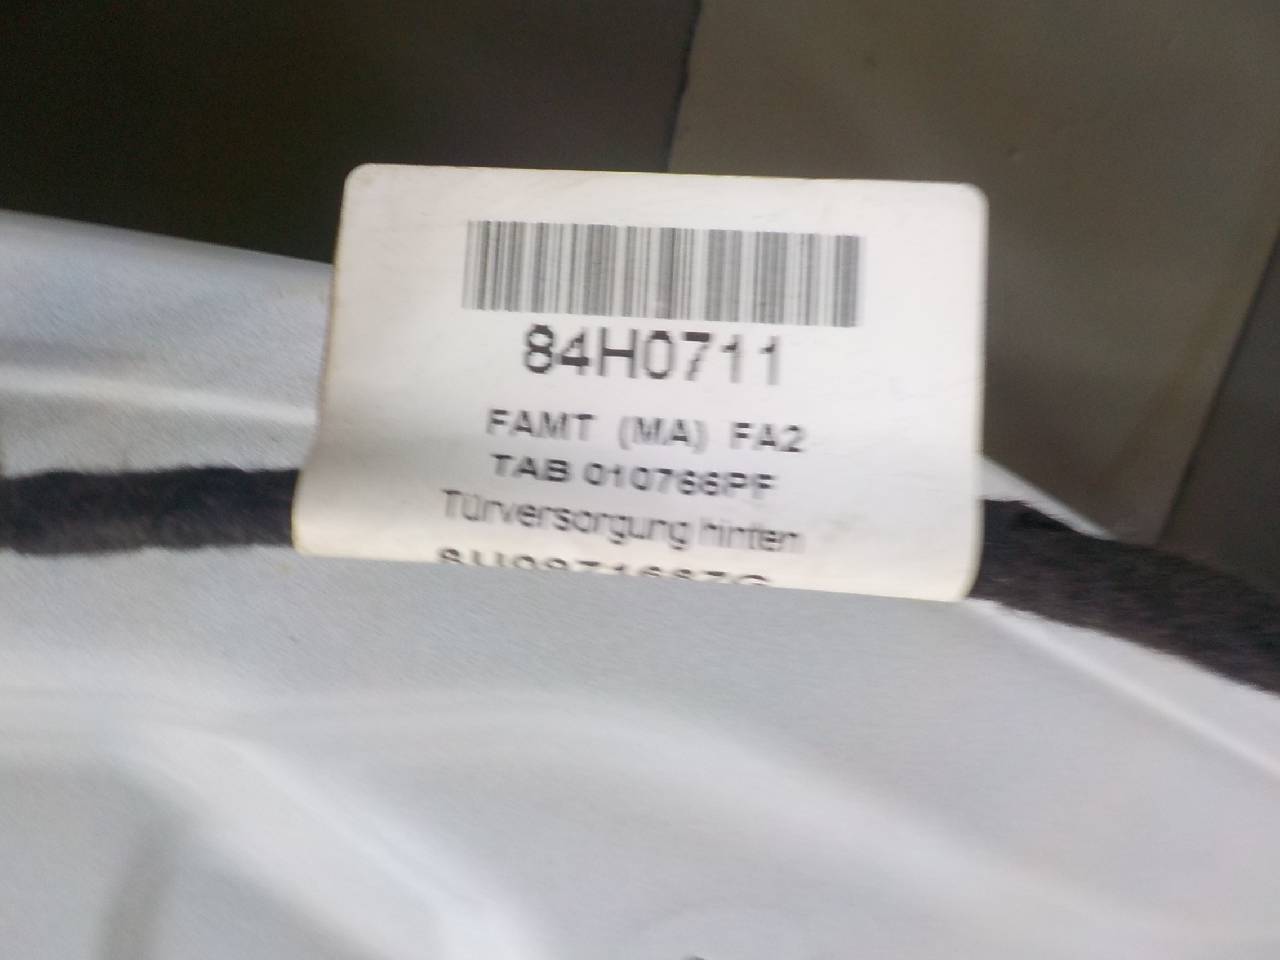 84H0711
FAMT (MA) FA2
TAB 010766PF
Türversorgung hinten